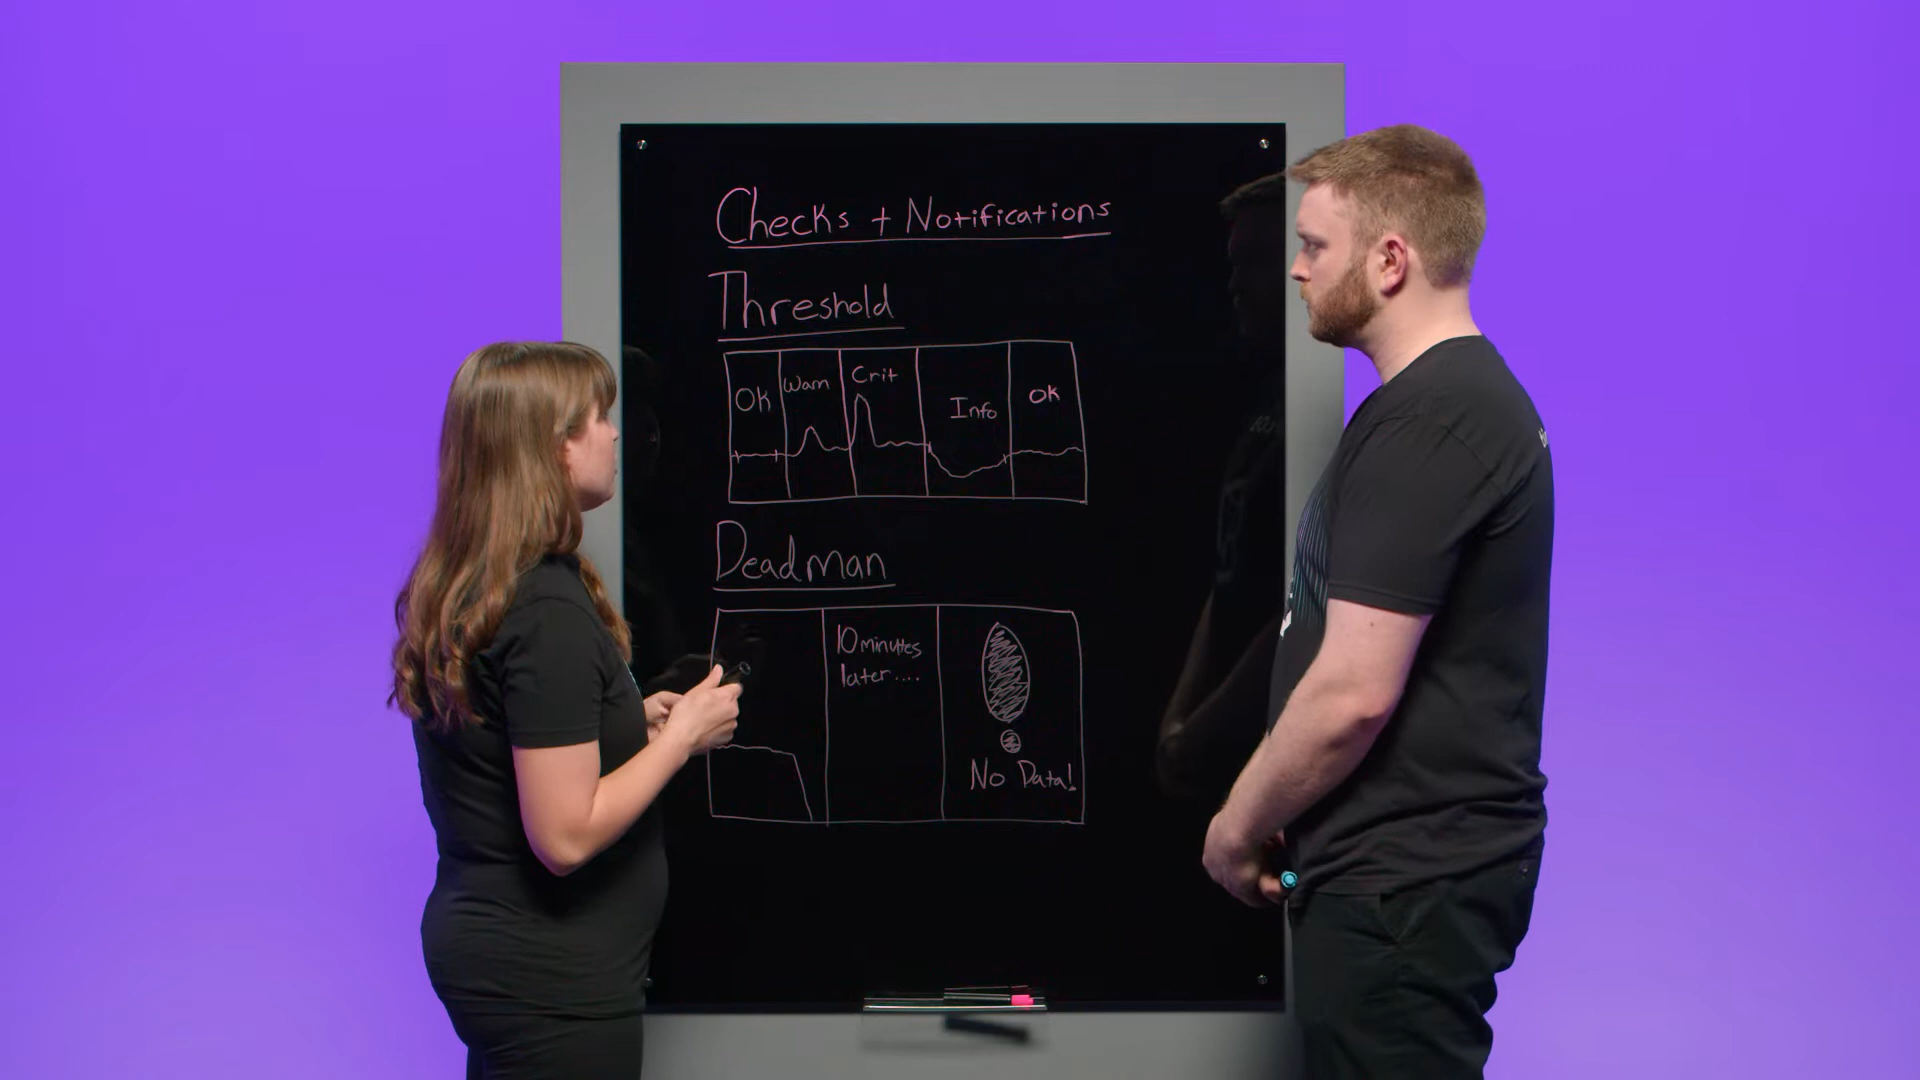 Checks + Notifications
Threshold
OK Warn Crit Info OK
Deadman
10 minutes
later....
No Data!